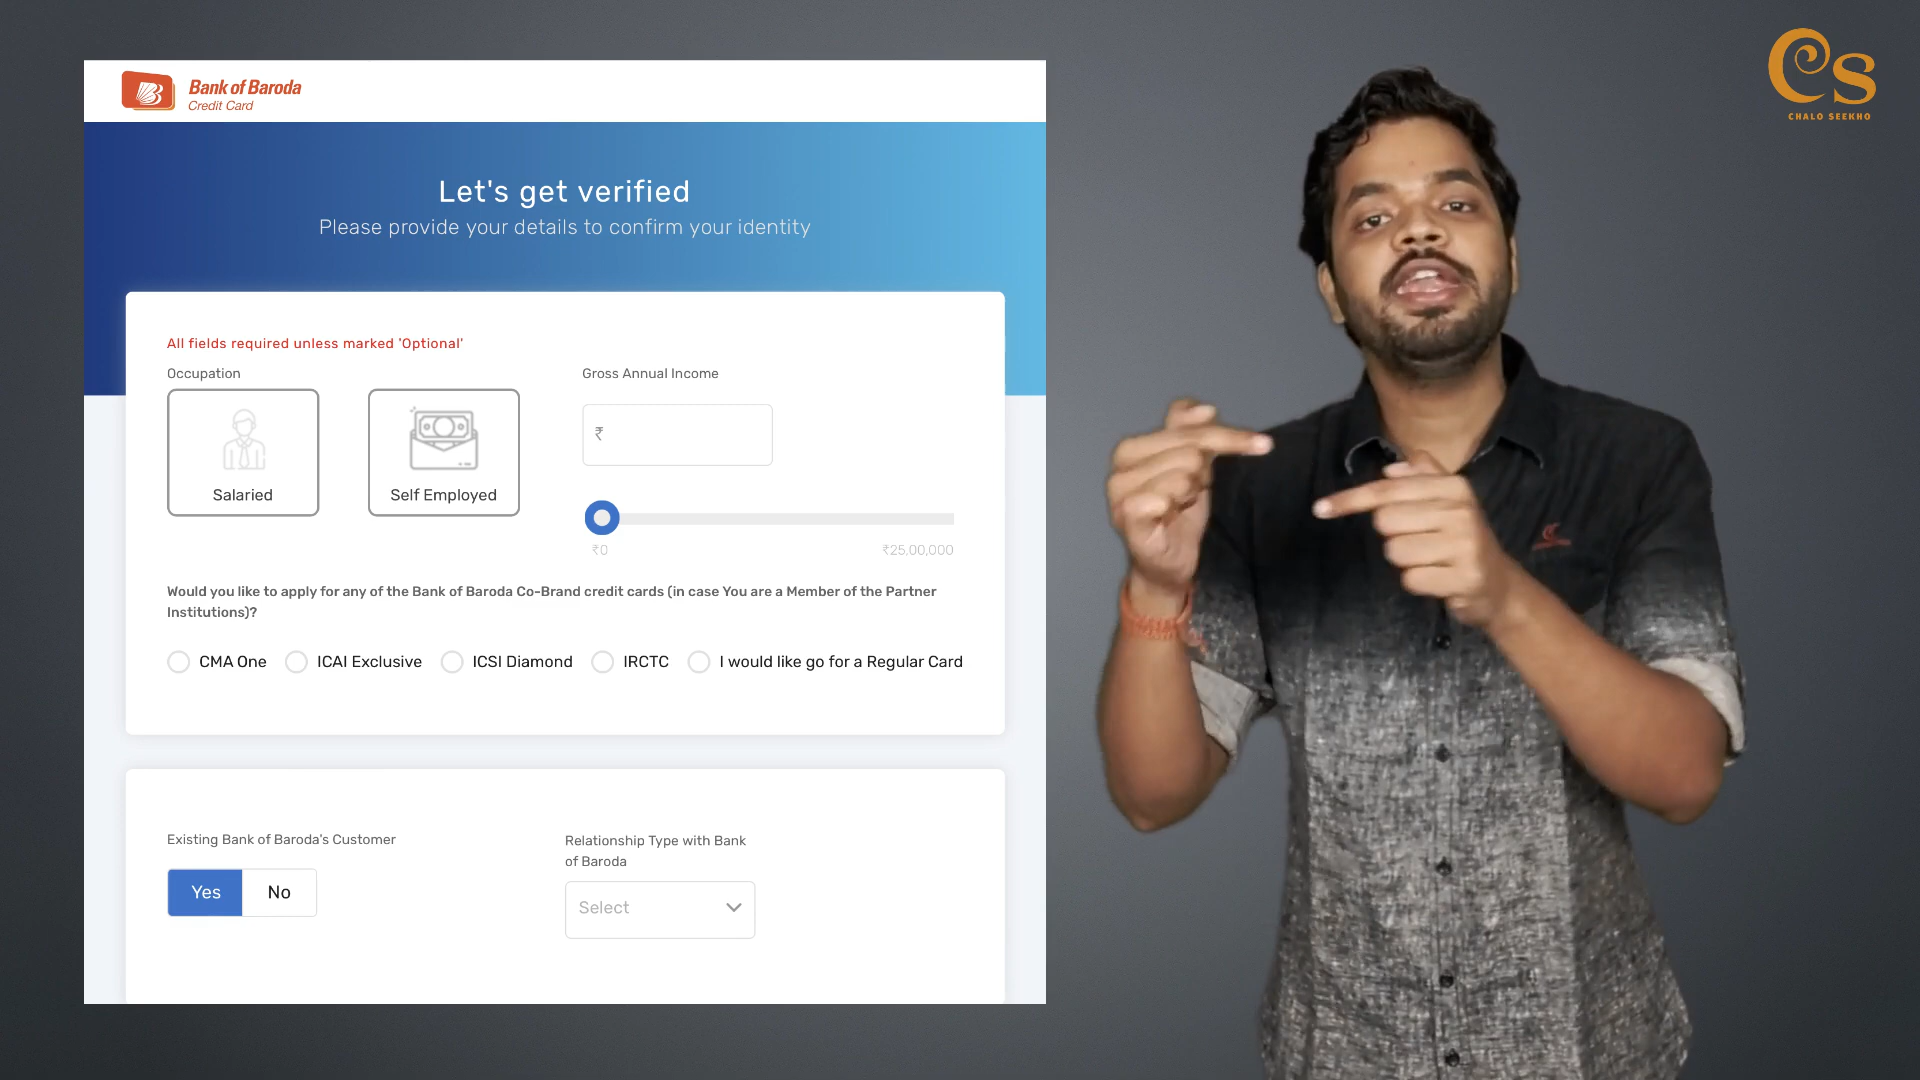 Bank of Baroda
Credit Card
Let's get verified
Please provide your details to confirm your identity
All fields required unless marked 'Optional'
Occupation
Salaried
Self Employed
Gross Annual Income
₹
₹0
₹25,00,000
Would you like to apply for any of the Bank of Baroda Co-Brand credit cards (in case You are a Member of the Partner
Institutions)?
CMA One
ICAI Exclusive
ICSI Diamond
IRCTC
I would like go for a Regular Card
Existing Bank of Baroda's Customer
Yes
No
Relationship Type with Bank
of Baroda
Select
Cs
CHALO SEEKHO